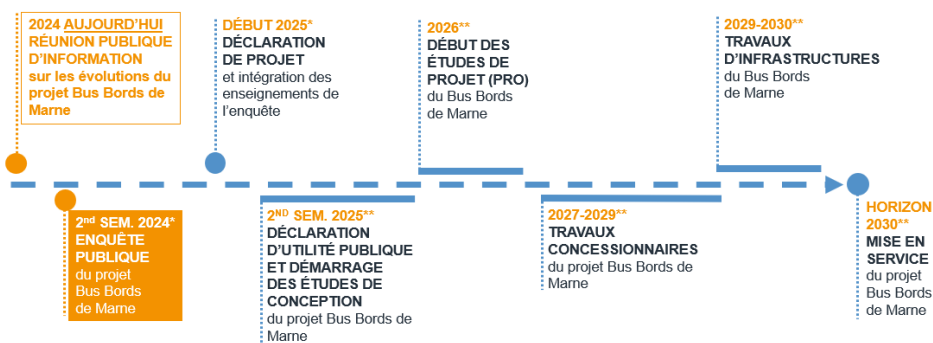 2024 AUJOURD’HUI
RÉUNION PUBLIQUE
D’INFORMATION
sur les évolutions du
projet Bus Bords de
Marne
2nd SEM. 2024*
ENQUÊTE
PUBLIQUE
du projet
Bus Bords
de Marne
DÉBUT 2025*
DÉCLARATION
DE PROJET
et intégration des
enseignements de
l’enquête
2ND SEM. 2025**
DÉCLARATION
D’UTILITÉ PUBLIQUE
ET DÉMARRAGE
DES ÉTUDES DE
CONCEPTION
du projet Bus Bords de
Marne
2026**
DÉBUT DES
ÉTUDES DE
PROJET (PRO)
du Bus Bords
de Marne
2027-2029**
TRAVAUX
CONCESSIONNAIRES
du projet Bus Bords de
Marne
2029-2030**
TRAVAUX
D’INFRASTRUCTURES
du Bus Bords
de Marne
HORIZON
2030**
MISE EN
SERVICE
du projet
Bus Bords
de Marne